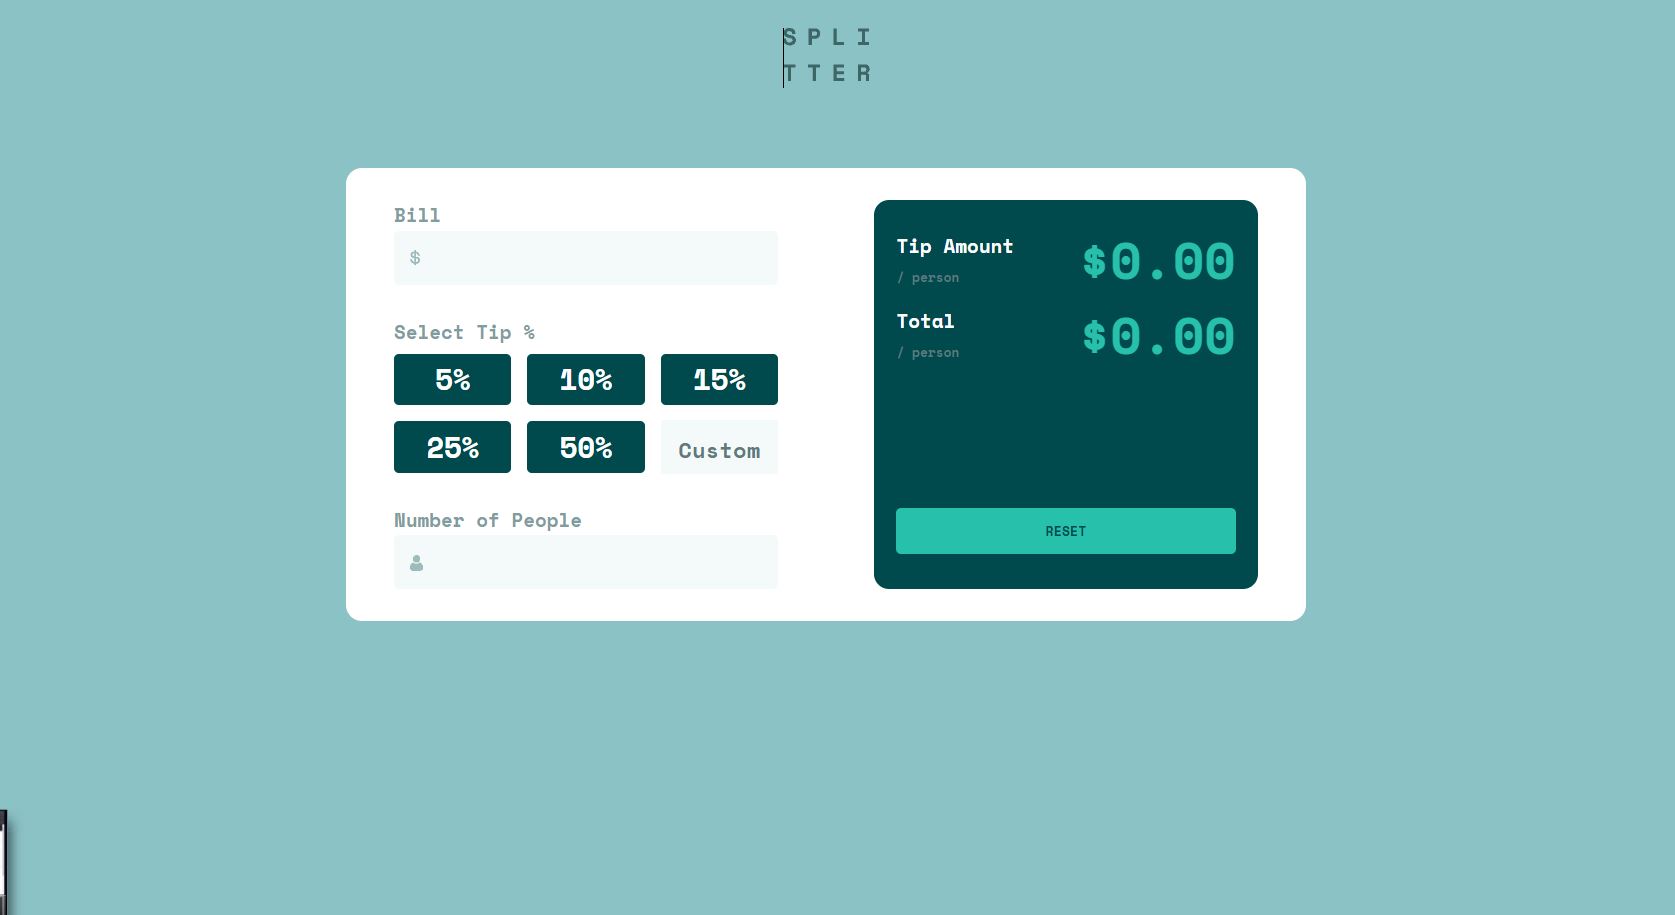 SPLI
TTER
Bill
$
Select Tip %
5%
10%
15%
25%
50%
Custom
Number of People
Tip Amount
/ person
$0.00
Total
/ person
$0.00
RESET